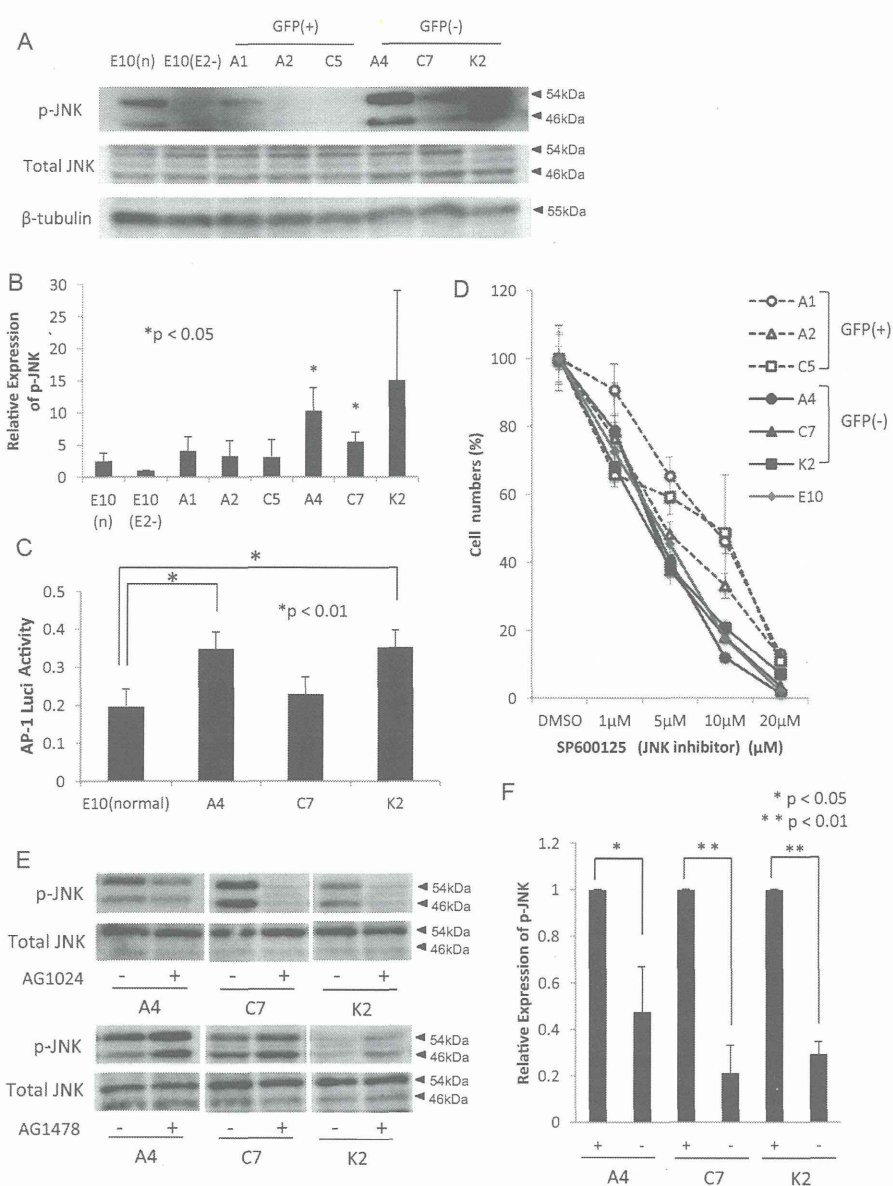 A
GFP(+) GFP(-)
E10(n) E10(E2-) A1 A2 C5 A4 C7 K2
p-JNK
54kDa
46kDa
Total JNK
54kDa
46kDa
β-tubulin
55kDa
B
Relative Expression
of p-JNK
30
25
20
15
10
5
0
*p < 0.05
*
*
E10
(n)
E10
(E2-)
A1 A2 C5 A4 C7 K2
C
AP-1 Luci Activity
0.5
0.4
0.3
0.2
0.1
0
*
*
*p < 0.01
E10(normal) A4 C7 K2
D
Cell numbers (%)
120
100
80
60
40
20
0
A1
A2
C5
GFP(+)
A4
C7
K2
GFP(-)
E10
DMSO 1μM 5μM 10μM 20μM
SP600125 (JNK inhibitor) (μM)
E
p-JNK
54kDa
46kDa
Total JNK
54kDa
46kDa
AG1024 - + - + - +
A4 C7 K2
p-JNK
54kDa
46kDa
Total JNK
54kDa
46kDa
AG1478 - + - + - +
A4 C7 K2
F
* p < 0.05
** p < 0.01
Relative Expression of p-JNK
1.2
1
0.8
0.6
0.4
0.2
0
* ** **
+ - + - + -
A4 C7 K2